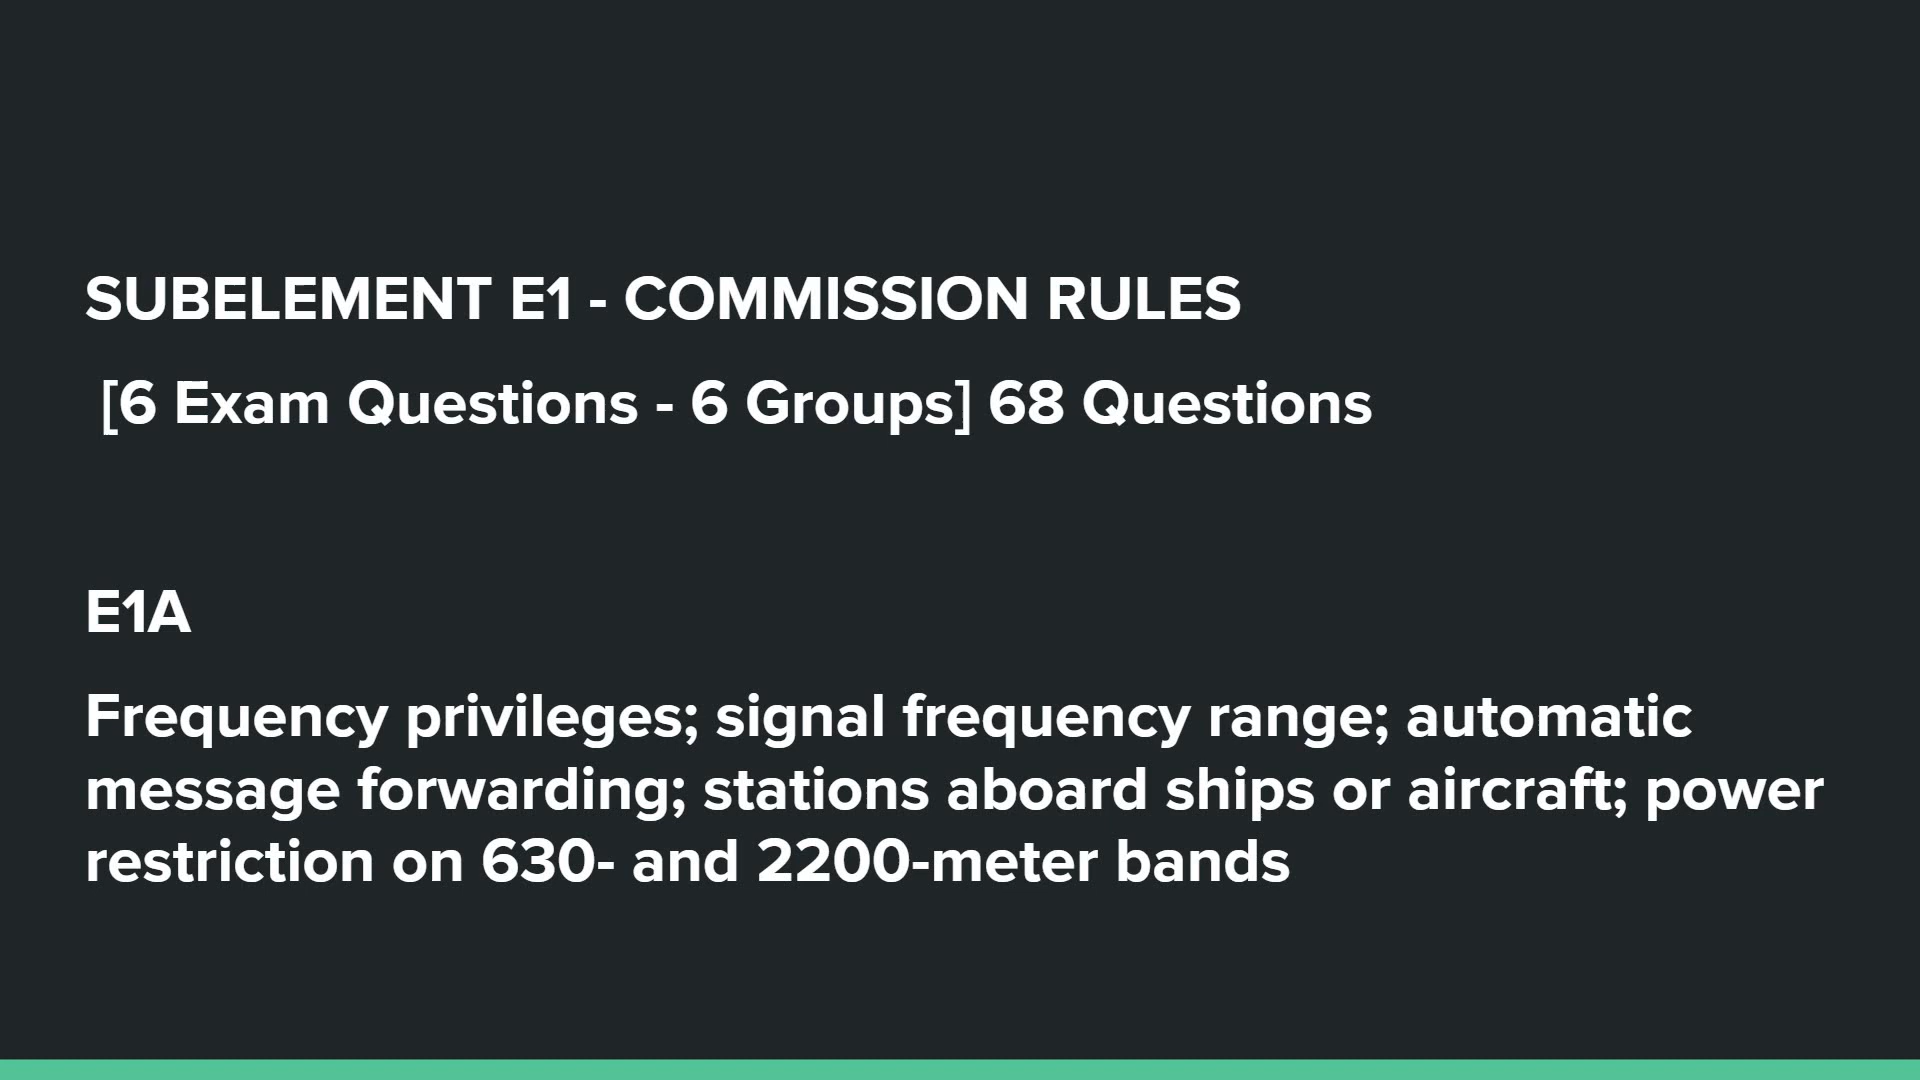 SUBELEMENT E1 - COMMISSION RULES
[6 Exam Questions - 6 Groups] 68 Questions
E1A
Frequency privileges; signal frequency range; automatic
message forwarding; stations aboard ships or aircraft; power
restriction on 630- and 2200-meter bands